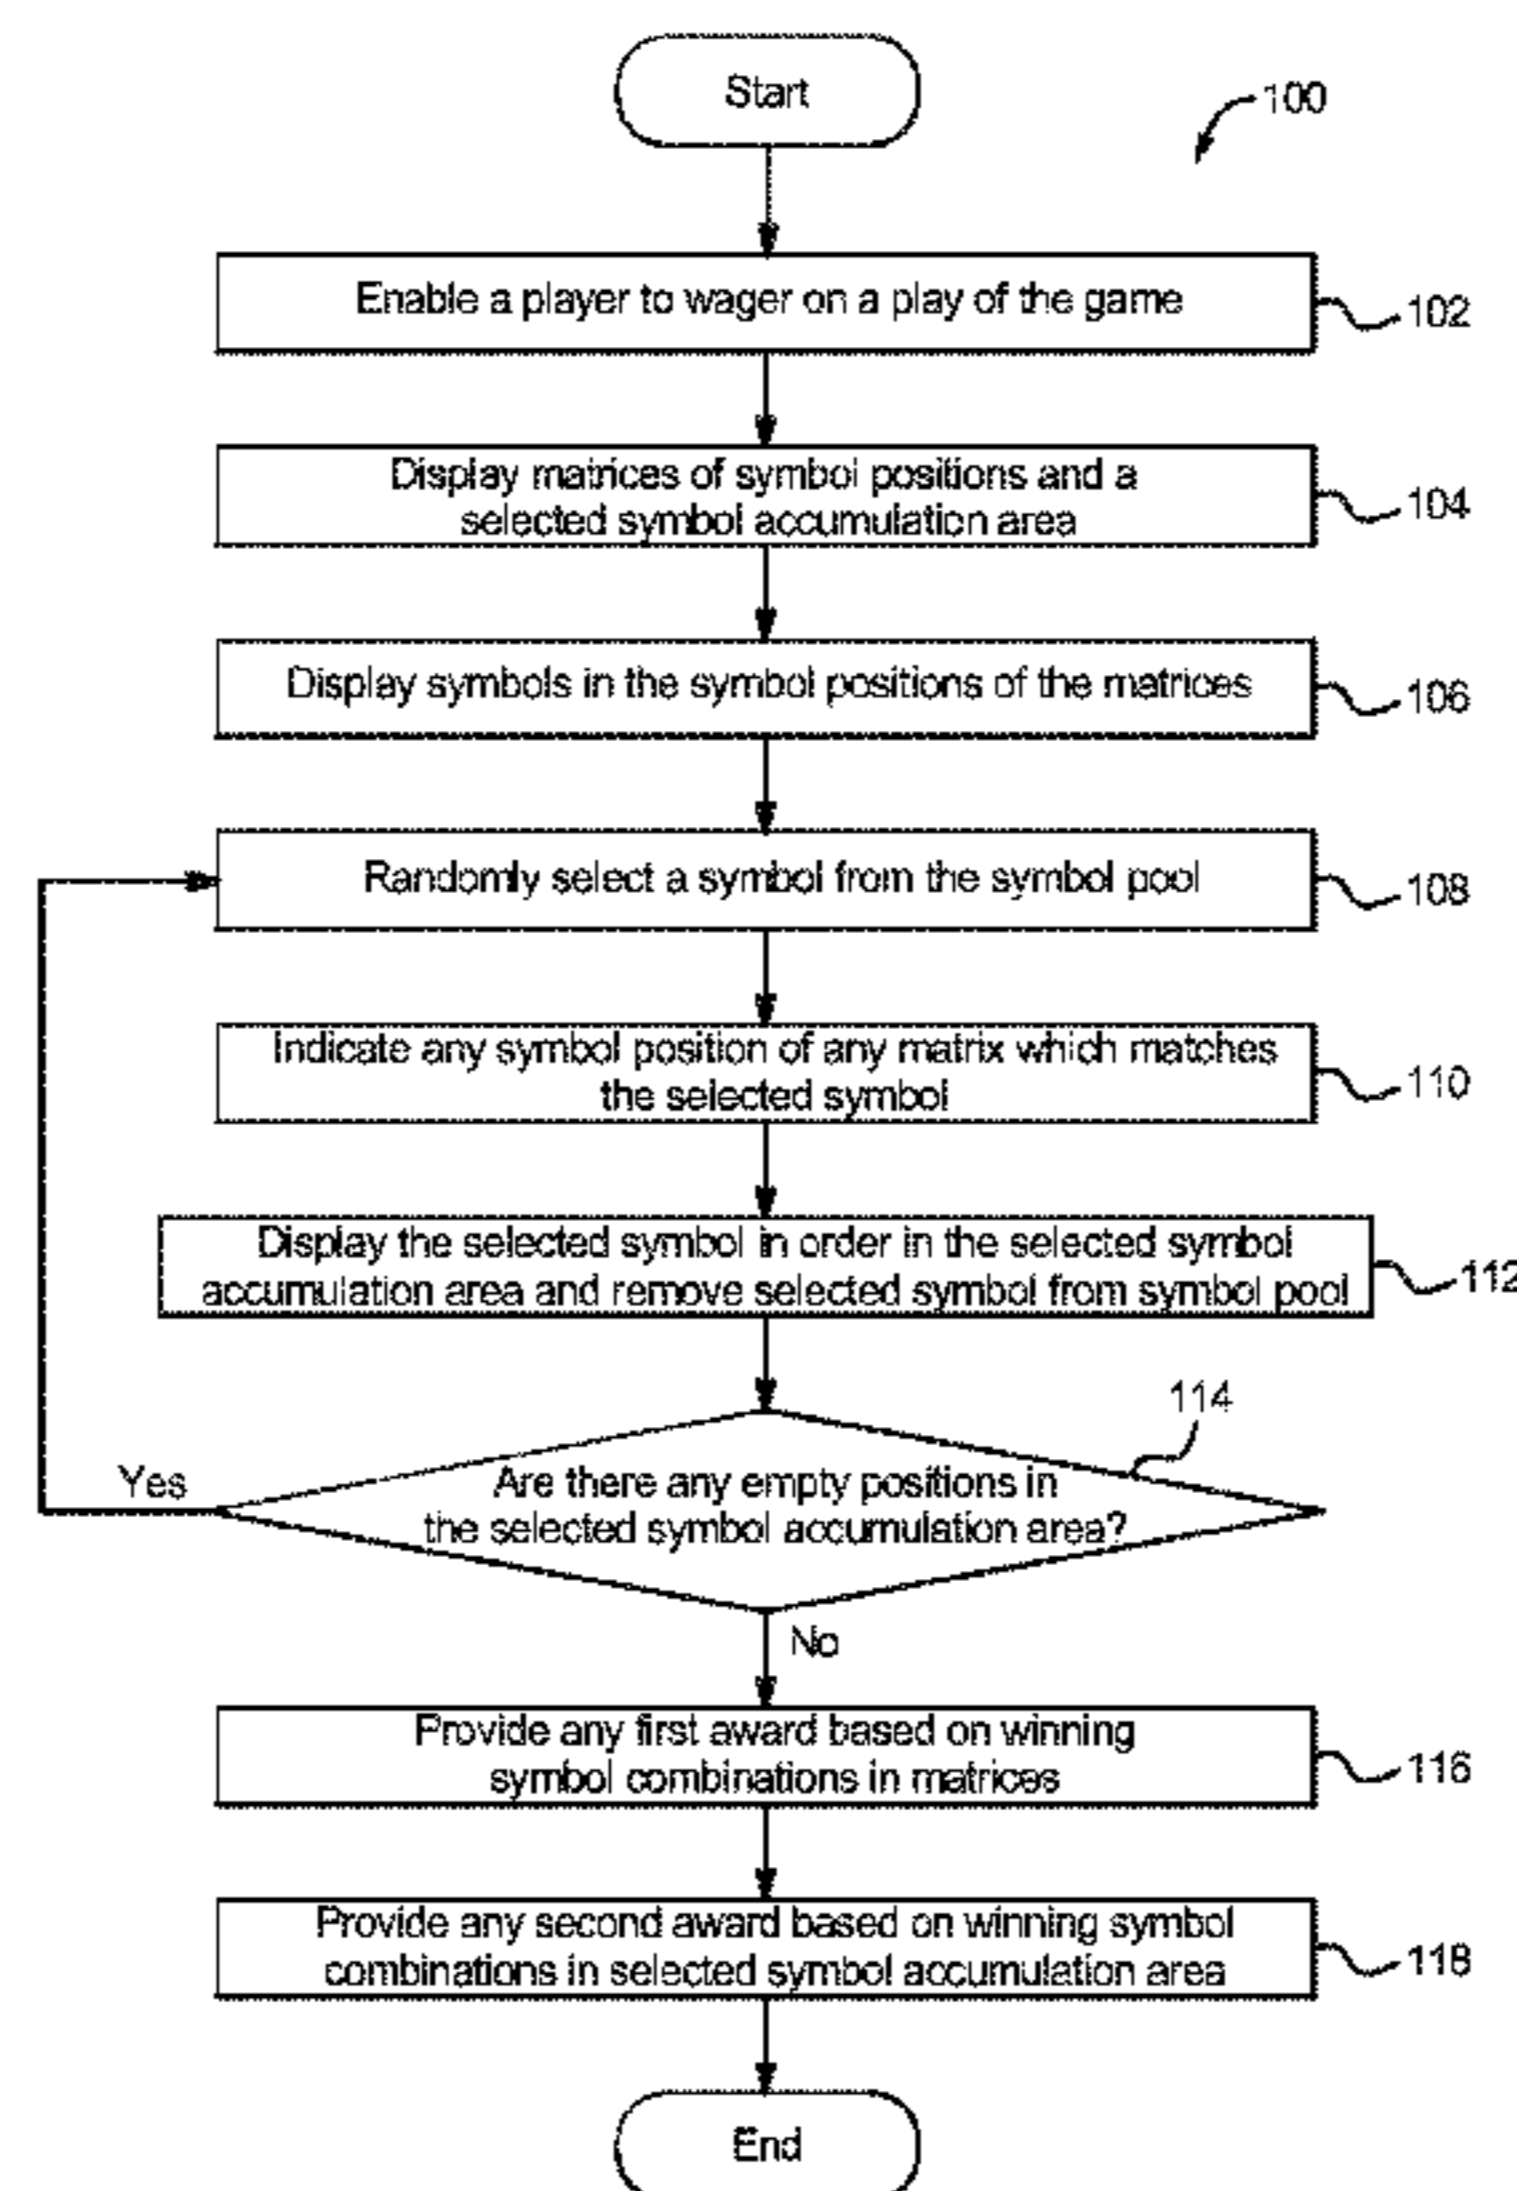 Start
100
Enable a player to wager on a play of the game
102
Display matrices of symbol positions and a
selected symbol accumulation area
104
Display symbols in the symbol positions of the matrices
106
Randomly select a symbol from the symbol pool
108
Indicate any symbol position of any matrix which matches
the selected symbol
110
Display the selected symbol in order in the selected symbol
accumulation area and remove selected symbol from symbol pool
112
114
Yes
Are there any empty positions in
the selected symbol accumulation area?
No
Provide any first award based on winning
symbol combinations in matrices
116
Provide any second award based on winning symbol
combinations in selected symbol accumulation area
118
End